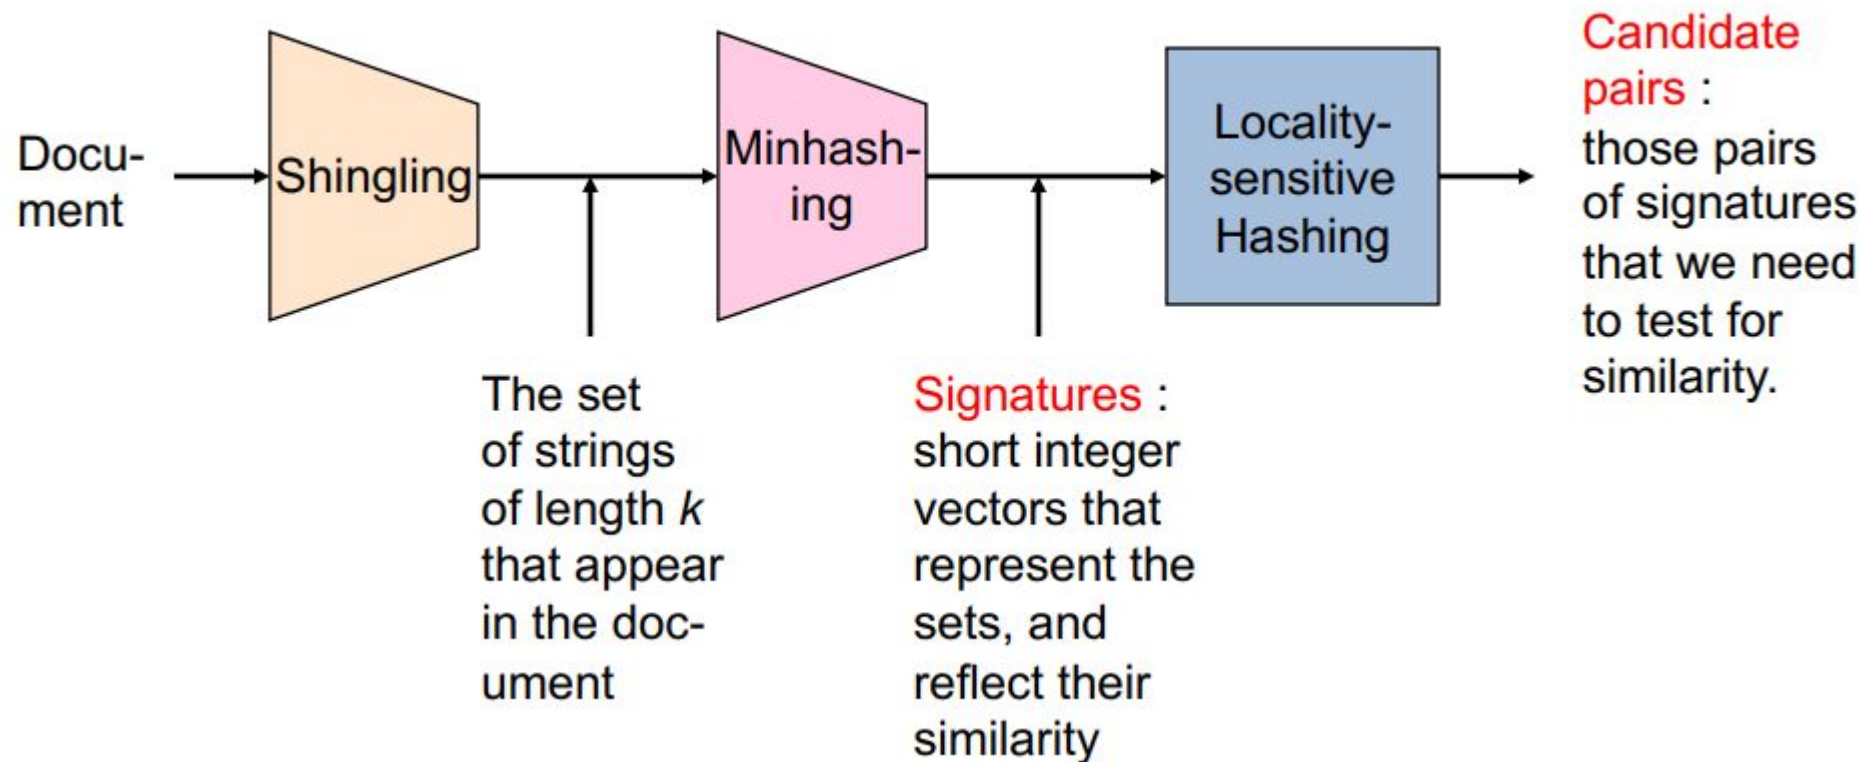 Docu-
ment
Shingling
The set
of strings
of length k
that appear
in the doc-
ument
Minhash-
ing
Signatures :
short integer
vectors that
represent the
sets, and
reflect their
similarity
Locality-
sensitive
Hashing
Candidate
pairs :
those pairs
of signatures
that we need
to test for
similarity.